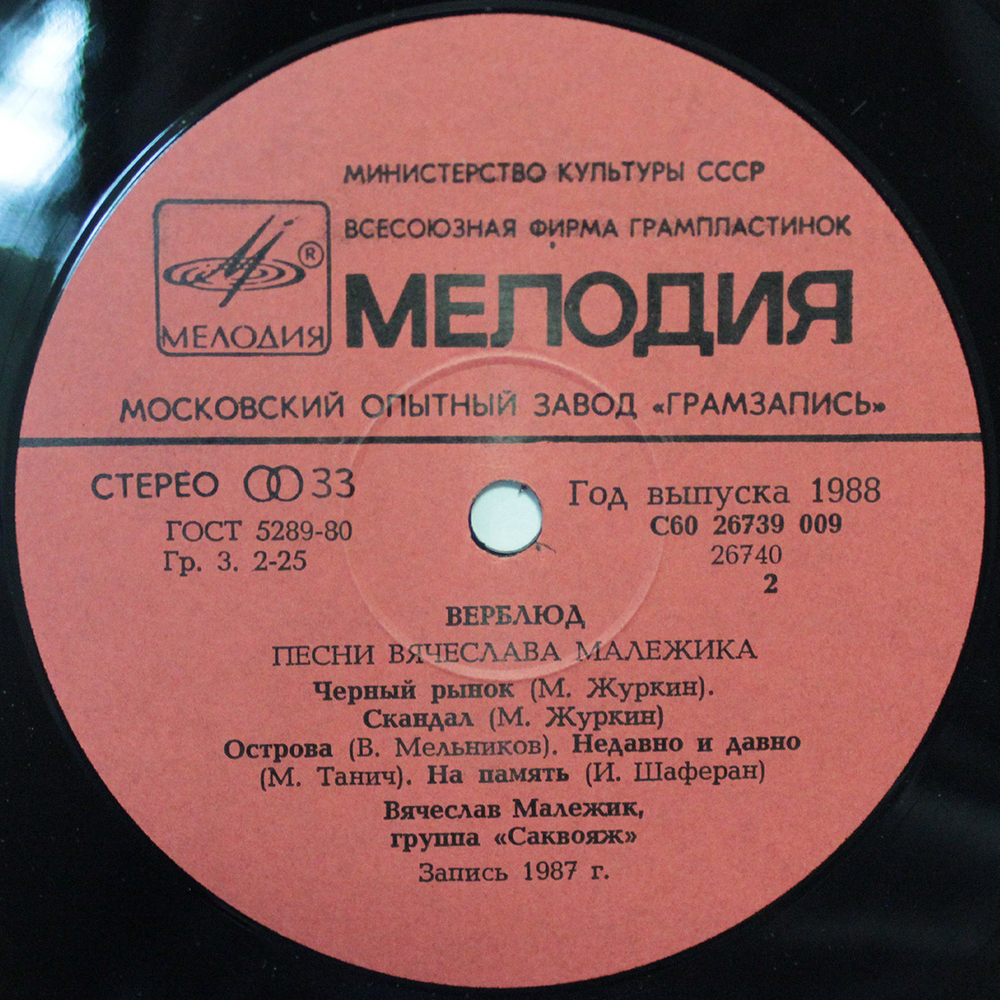 МИНИСТЕРСТВО КУЛЬТУРЫ СССР
ВСЕСОЮЗНАЯ ФИРМА ГРАМПЛАСТИНОК
МЕЛОДИЯ ®
МЕЛОДИЯ
МОСКОВСКИЙ ОПЫТНЫЙ ЗАВОД «ГРАМЗАПИСЬ»
СТЕРЕО 33
ГОСТ 5289-80
Гр. 3. 2-25
Год выпуска 1988
С60 26739 009
26740
2
ВЕРБЛЮД
ПЕСНИ ВЯЧЕСЛАВА МАЛЕЖИКА
Черный рынок (М. Журкин).
Скандал (М. Журкин)
Острова (В. Мельников). Недавно и давно
(М. Танич). На память (И. Шаферан)
Вячеслав Малежик,
группа «Саквояж»
Запись 1987 г.